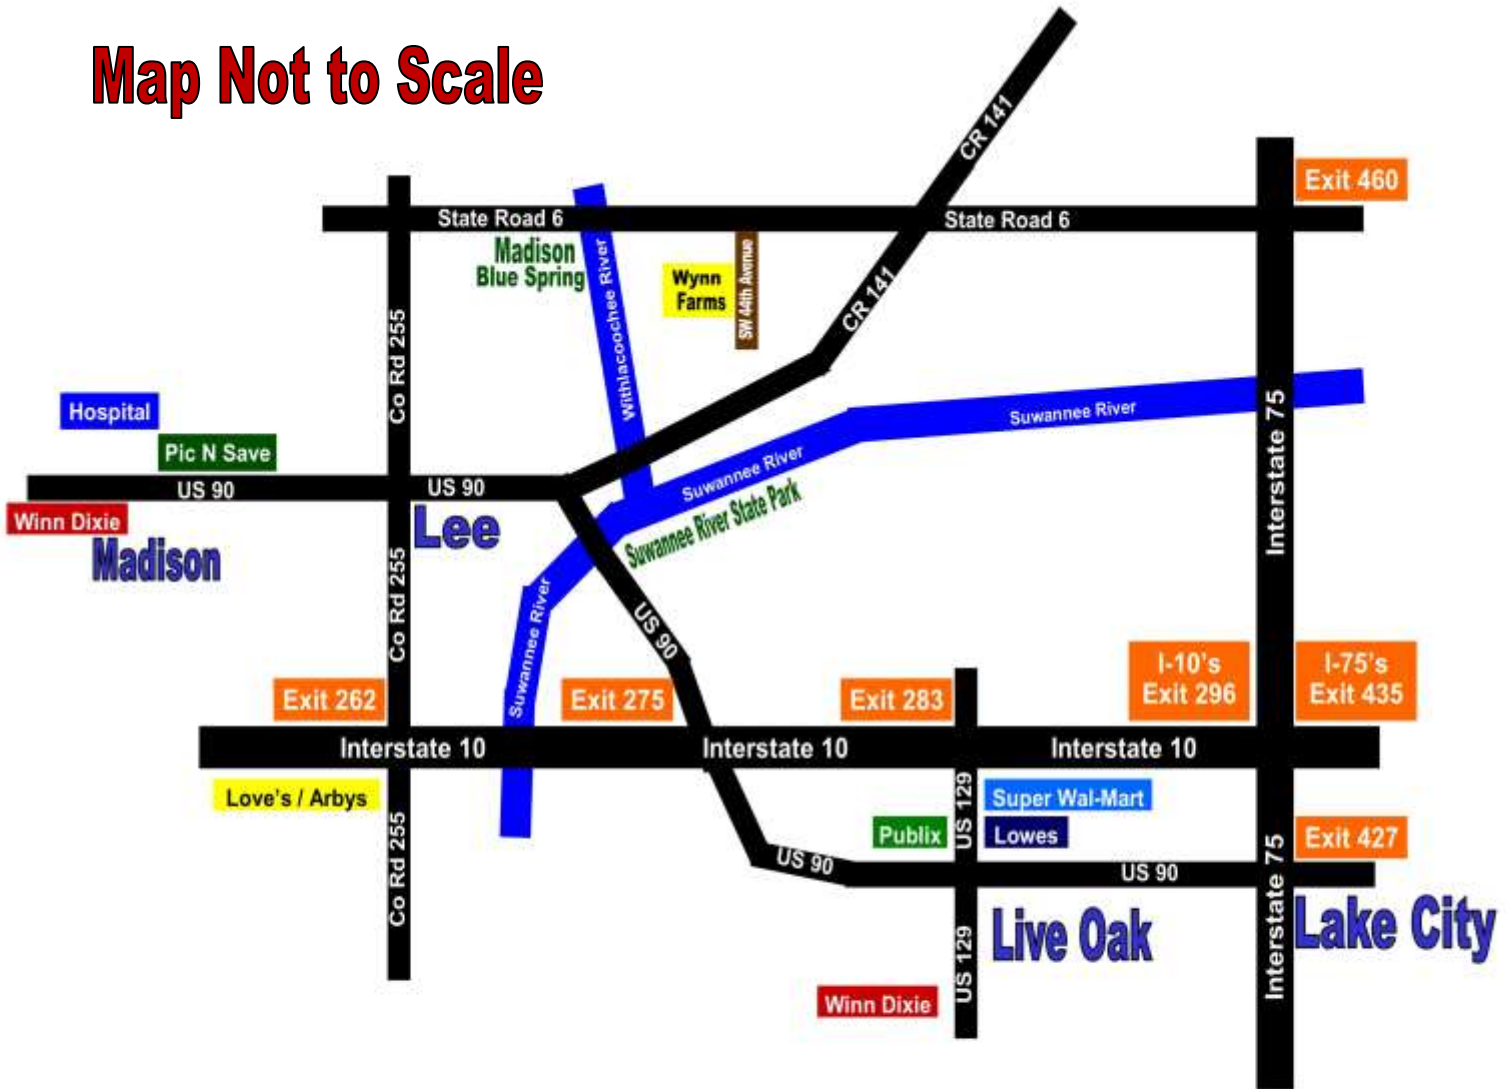 Map Not to Scale
CR 141
Exit 460
State Road 6
State Road 6
Madison
Blue Spring
Withlacoochee River
Wynn
Farms
SW 44th Avenue
CR 141
Co Rd 255
Hospital
Pic N Save
US 90
US 90
Winn Dixie
Madison
Lee
Suwannee River
Suwannee River
Suwannee River State Park
Interstate 75
Co Rd 255
Suwannee River
US 90
Exit 262
Exit 275
Exit 283
I-10's
Exit 296
I-75's
Exit 435
Interstate 10
Interstate 10
Interstate 10
Love's / Arbys
US 129
Super Wal-Mart
Publix
Lowes
Exit 427
Co Rd 255
US 90
US 90
Interstate 75
Live Oak
Lake City
US 129
Winn Dixie